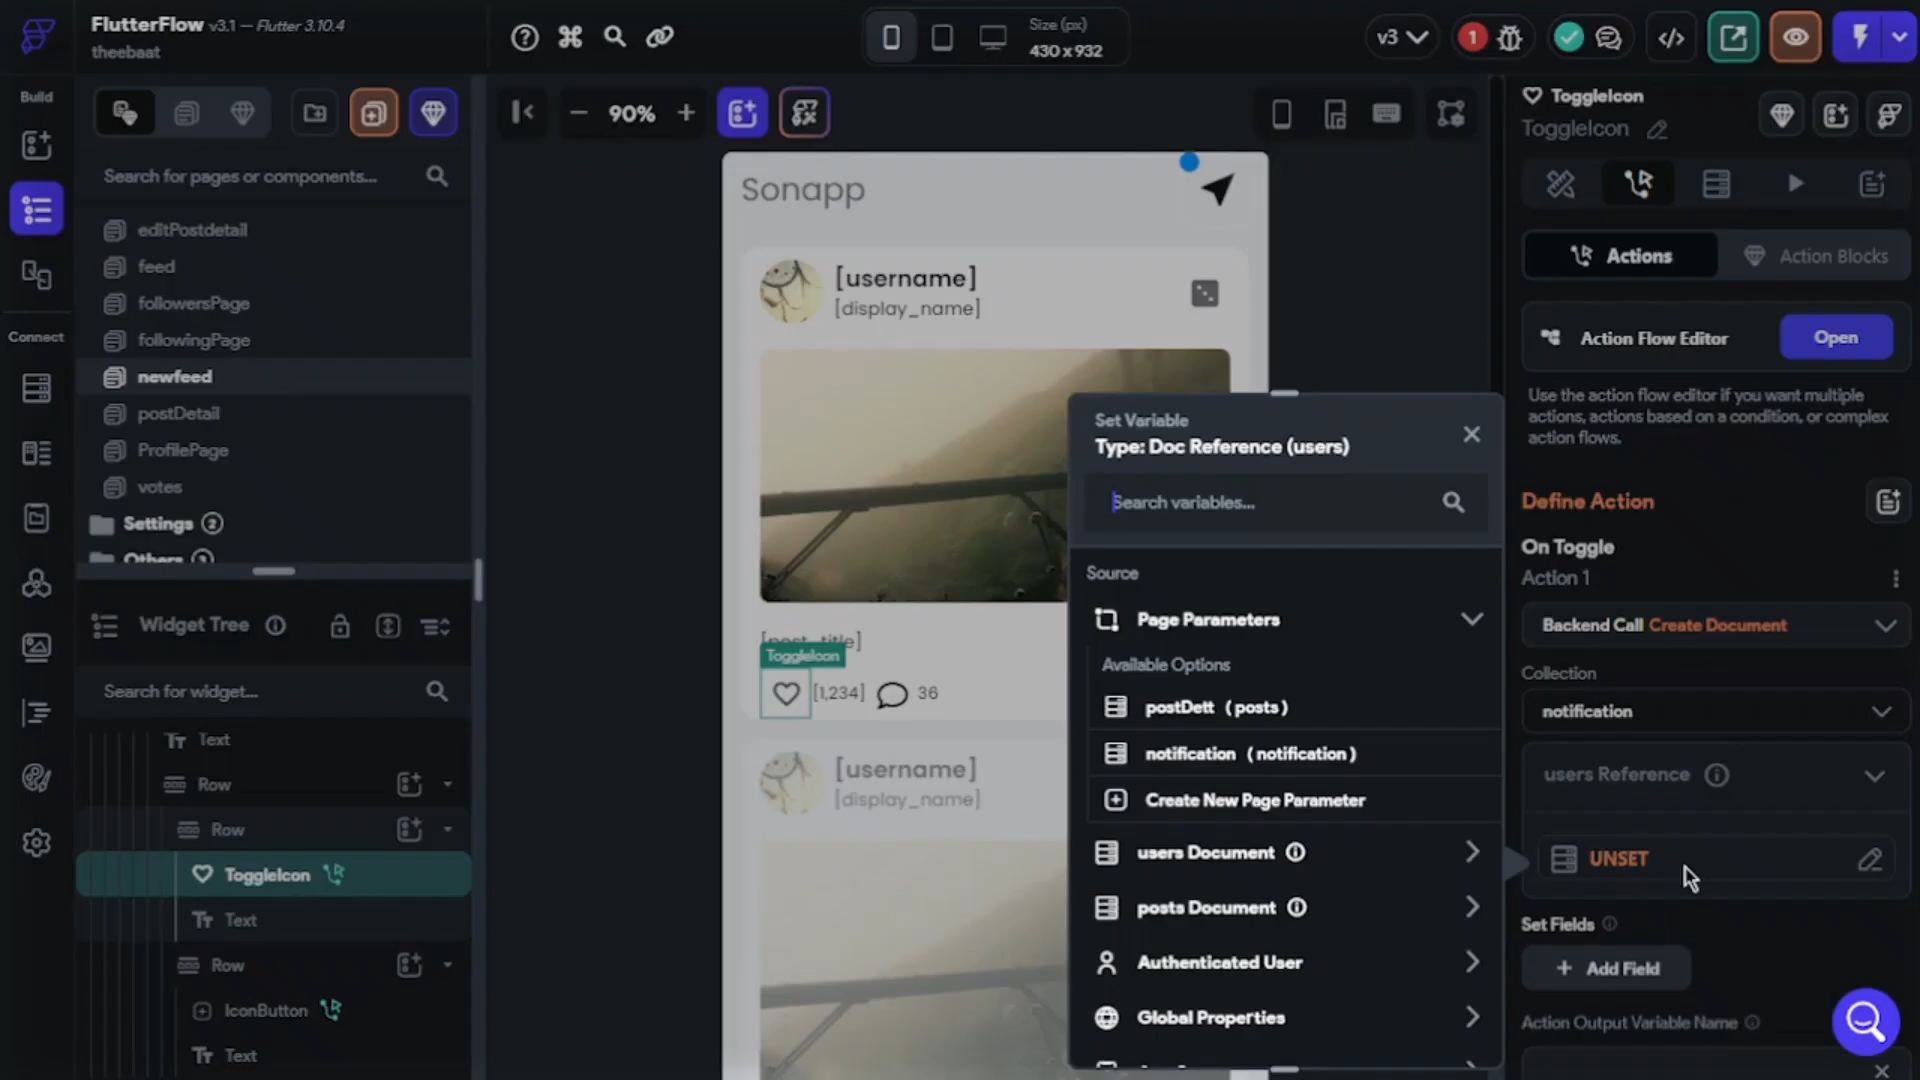 FlutterFlow v3.1 — Flutter 3.10.4
theebaat
Size (px)
430 x 932
v3
1
Build
Search for pages or components...
editPostdetail
feed
followersPage
followingPage
newfeed
postDetail
ProfilePage
votes
Settings 2
Others 3
Connect
Widget Tree
Search for widget...
Text
Row
Row
ToggleIcon
Text
Row
IconButton
Text
90%
Sonapp
[username]
[display_name]
[post_title]
ToggleIcon
[1,234] 36
[username]
[display_name]
Set Variable
Type: Doc Reference (users)
Search variables...
Source
Page Parameters
Available Options
postDett (posts)
notification (notification)
Create New Page Parameter
users Document
posts Document
Authenticated User
Global Properties
ToggleIcon
ToggleIcon
Actions
Action Blocks
Action Flow Editor
Open
Use the action flow editor if you want multiple
actions, actions based on a condition, or complex
action flows.
Define Action
On Toggle
Action 1
Backend Call Create Document
Collection
notification
users Reference
UNSET
Set Fields
+ Add Field
Action Output Variable Name